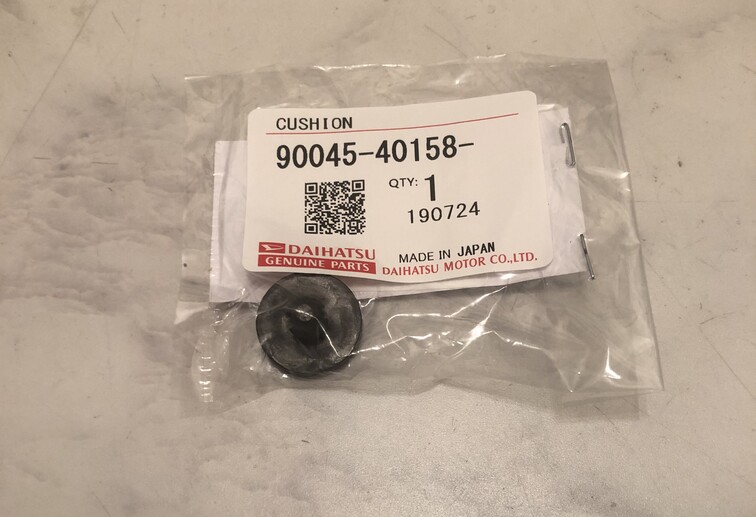 CUSHION
90045-40158-
QTY: 1
190724
DAIHATSU
GENUINE PARTS
MADE IN JAPAN
DAIHATSU MOTOR CO.,LTD.